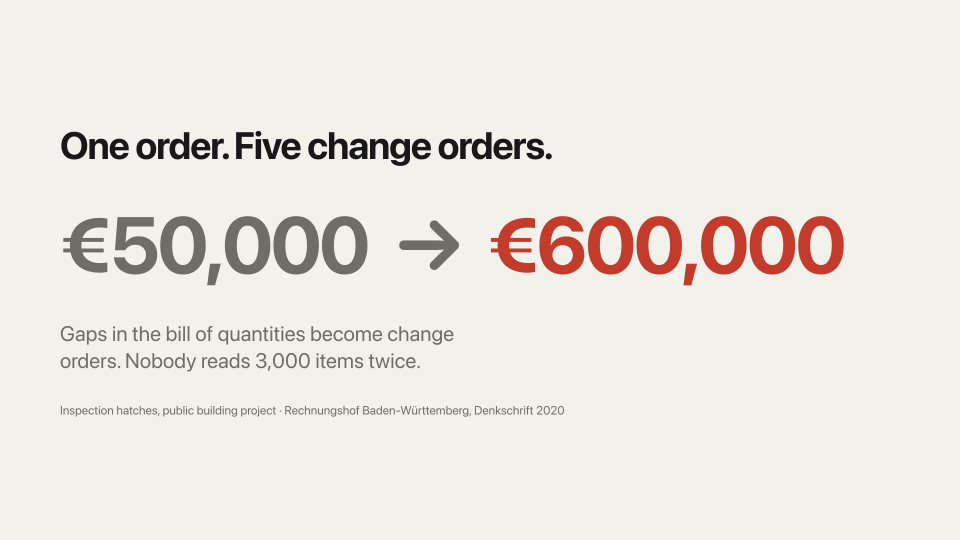 One order. Five change orders.
€50,000 → €600,000
Gaps in the bill of quantities become change
orders. Nobody reads 3,000 items twice.
Inspection hatches, public building project · Rechnungshof Baden-Württemberg, Denkschrift 2020